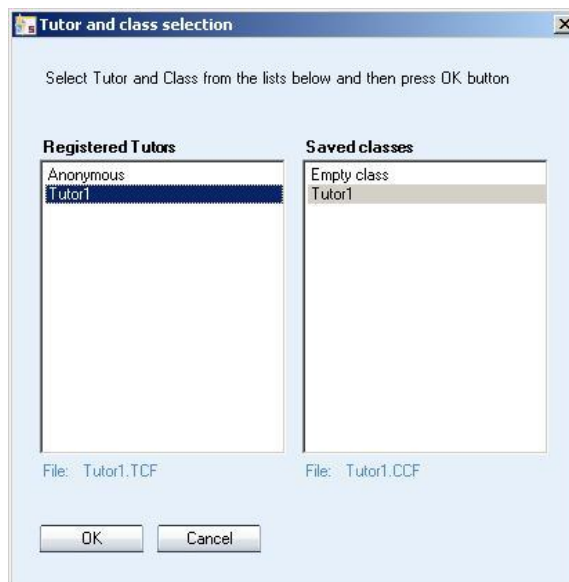 Tutor and class selection
Select Tutor and Class from the lists below and then press OK button
Registered Tutors
Anonymous
Tutor1
File: Tutor1.TCF
Saved classes
Empty class
Tutor1
File: Tutor1.CCF
OK
Cancel